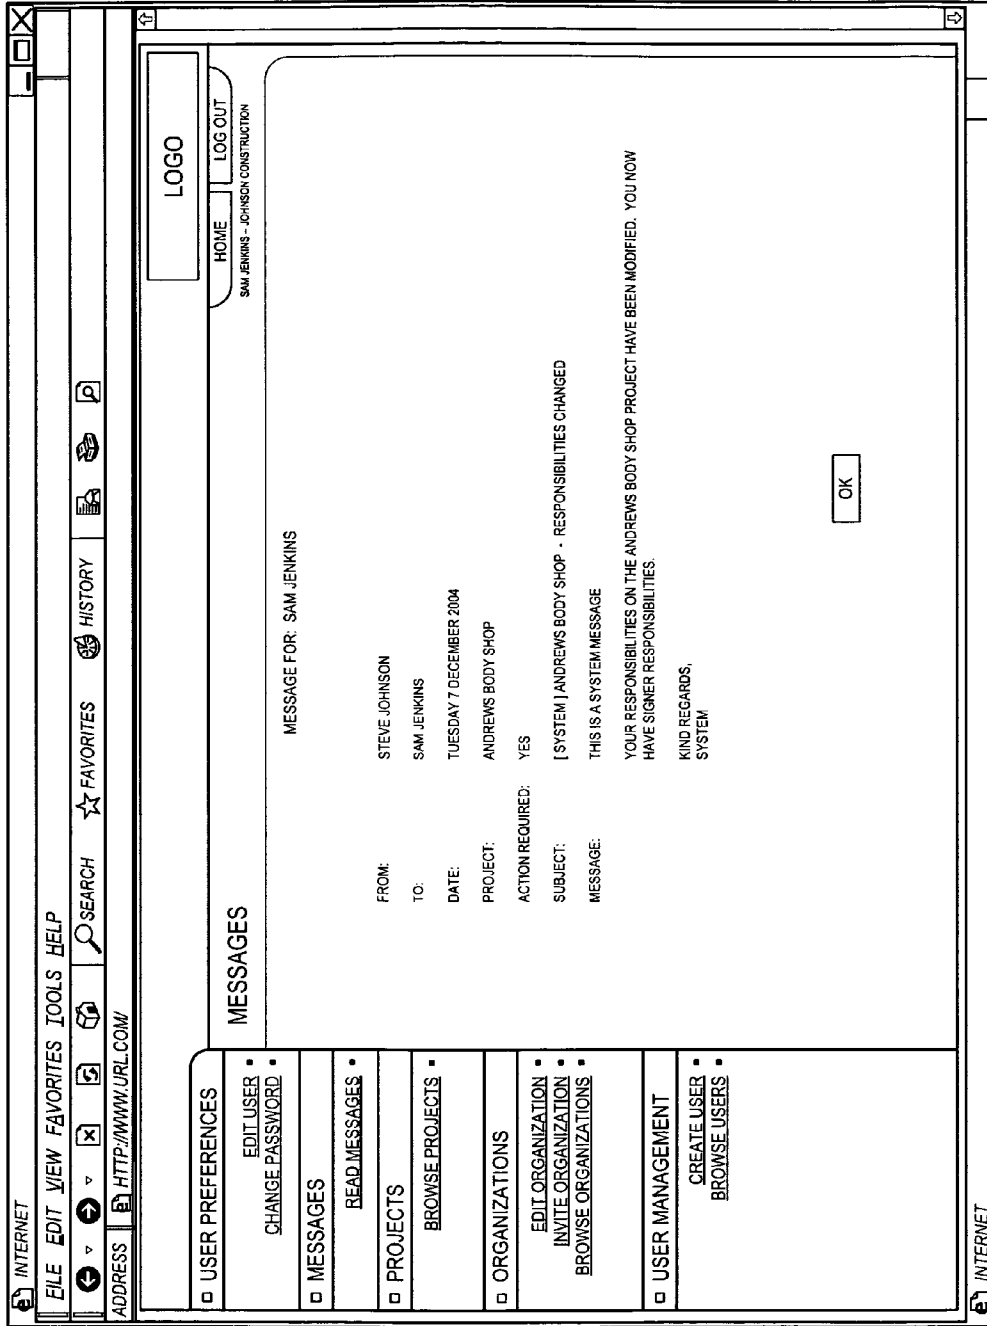 INTERNET
FILE EDIT VIEW FAVORITES TOOLS HELP
SEARCH FAVORITES HISTORY
ADDRESS HTTP://WWW.URL.COM/
LOGO
HOME LOG OUT
SAM JENKINS – JOHNSON CONSTRUCTION
USER PREFERENCES
EDIT USER
CHANGE PASSWORD
MESSAGES
READ MESSAGES
PROJECTS
BROWSE PROJECTS
ORGANIZATIONS
EDIT ORGANIZATION
INVITE ORGANIZATION
BROWSE ORGANIZATIONS
USER MANAGEMENT
CREATE USER
BROWSE USERS
MESSAGES
MESSAGE FOR: SAM JENKINS
FROM: STEVE JOHNSON
TO: SAM JENKINS
DATE: TUESDAY 7 DECEMBER 2004
PROJECT: ANDREWS BODY SHOP
ACTION REQUIRED: YES
SUBJECT: [ SYSTEM ] ANDREWS BODY SHOP - RESPONSIBILITIES CHANGED
MESSAGE: THIS IS A SYSTEM MESSAGE
YOUR RESPONSIBILITIES ON THE ANDREWS BODY SHOP PROJECT HAVE BEEN MODIFIED. YOU NOW
HAVE SIGNER RESPONSIBILITIES.
KIND REGARDS,
SYSTEM
OK
INTERNET